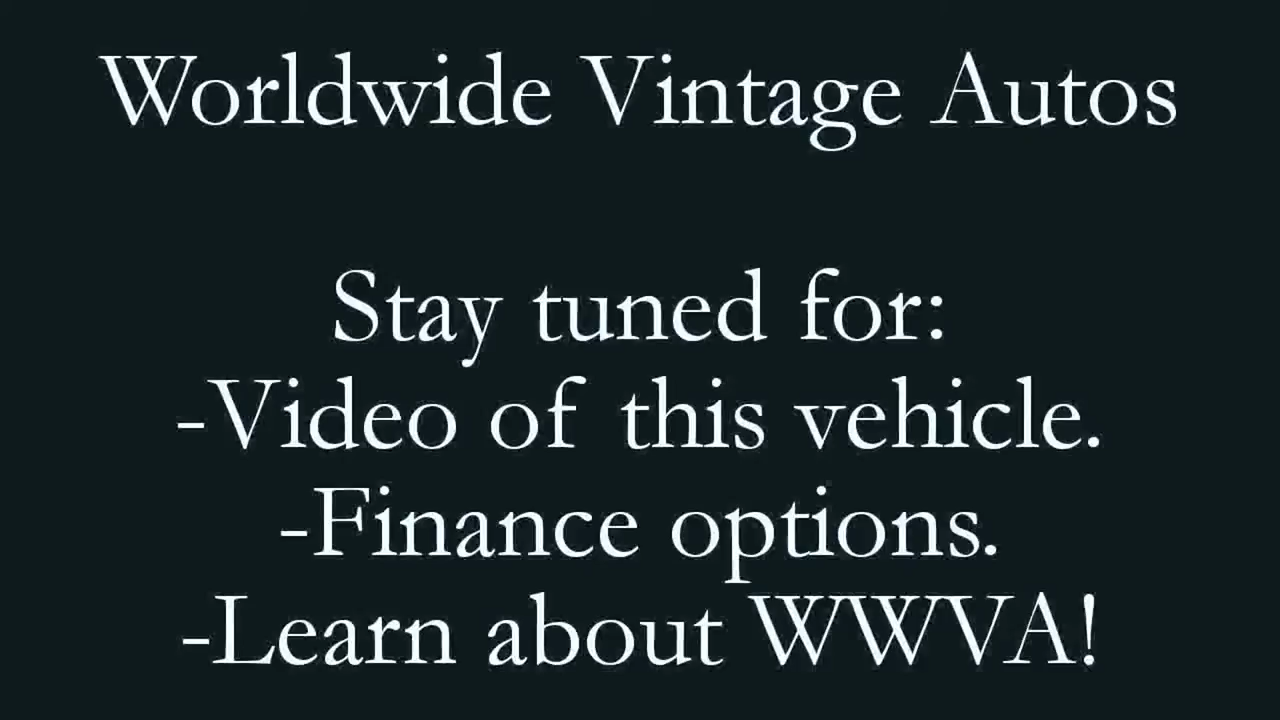 Worldwide Vintage Autos
Stay tuned for:
-Video of this vehicle.
-Finance options.
-Learn about WWVA!